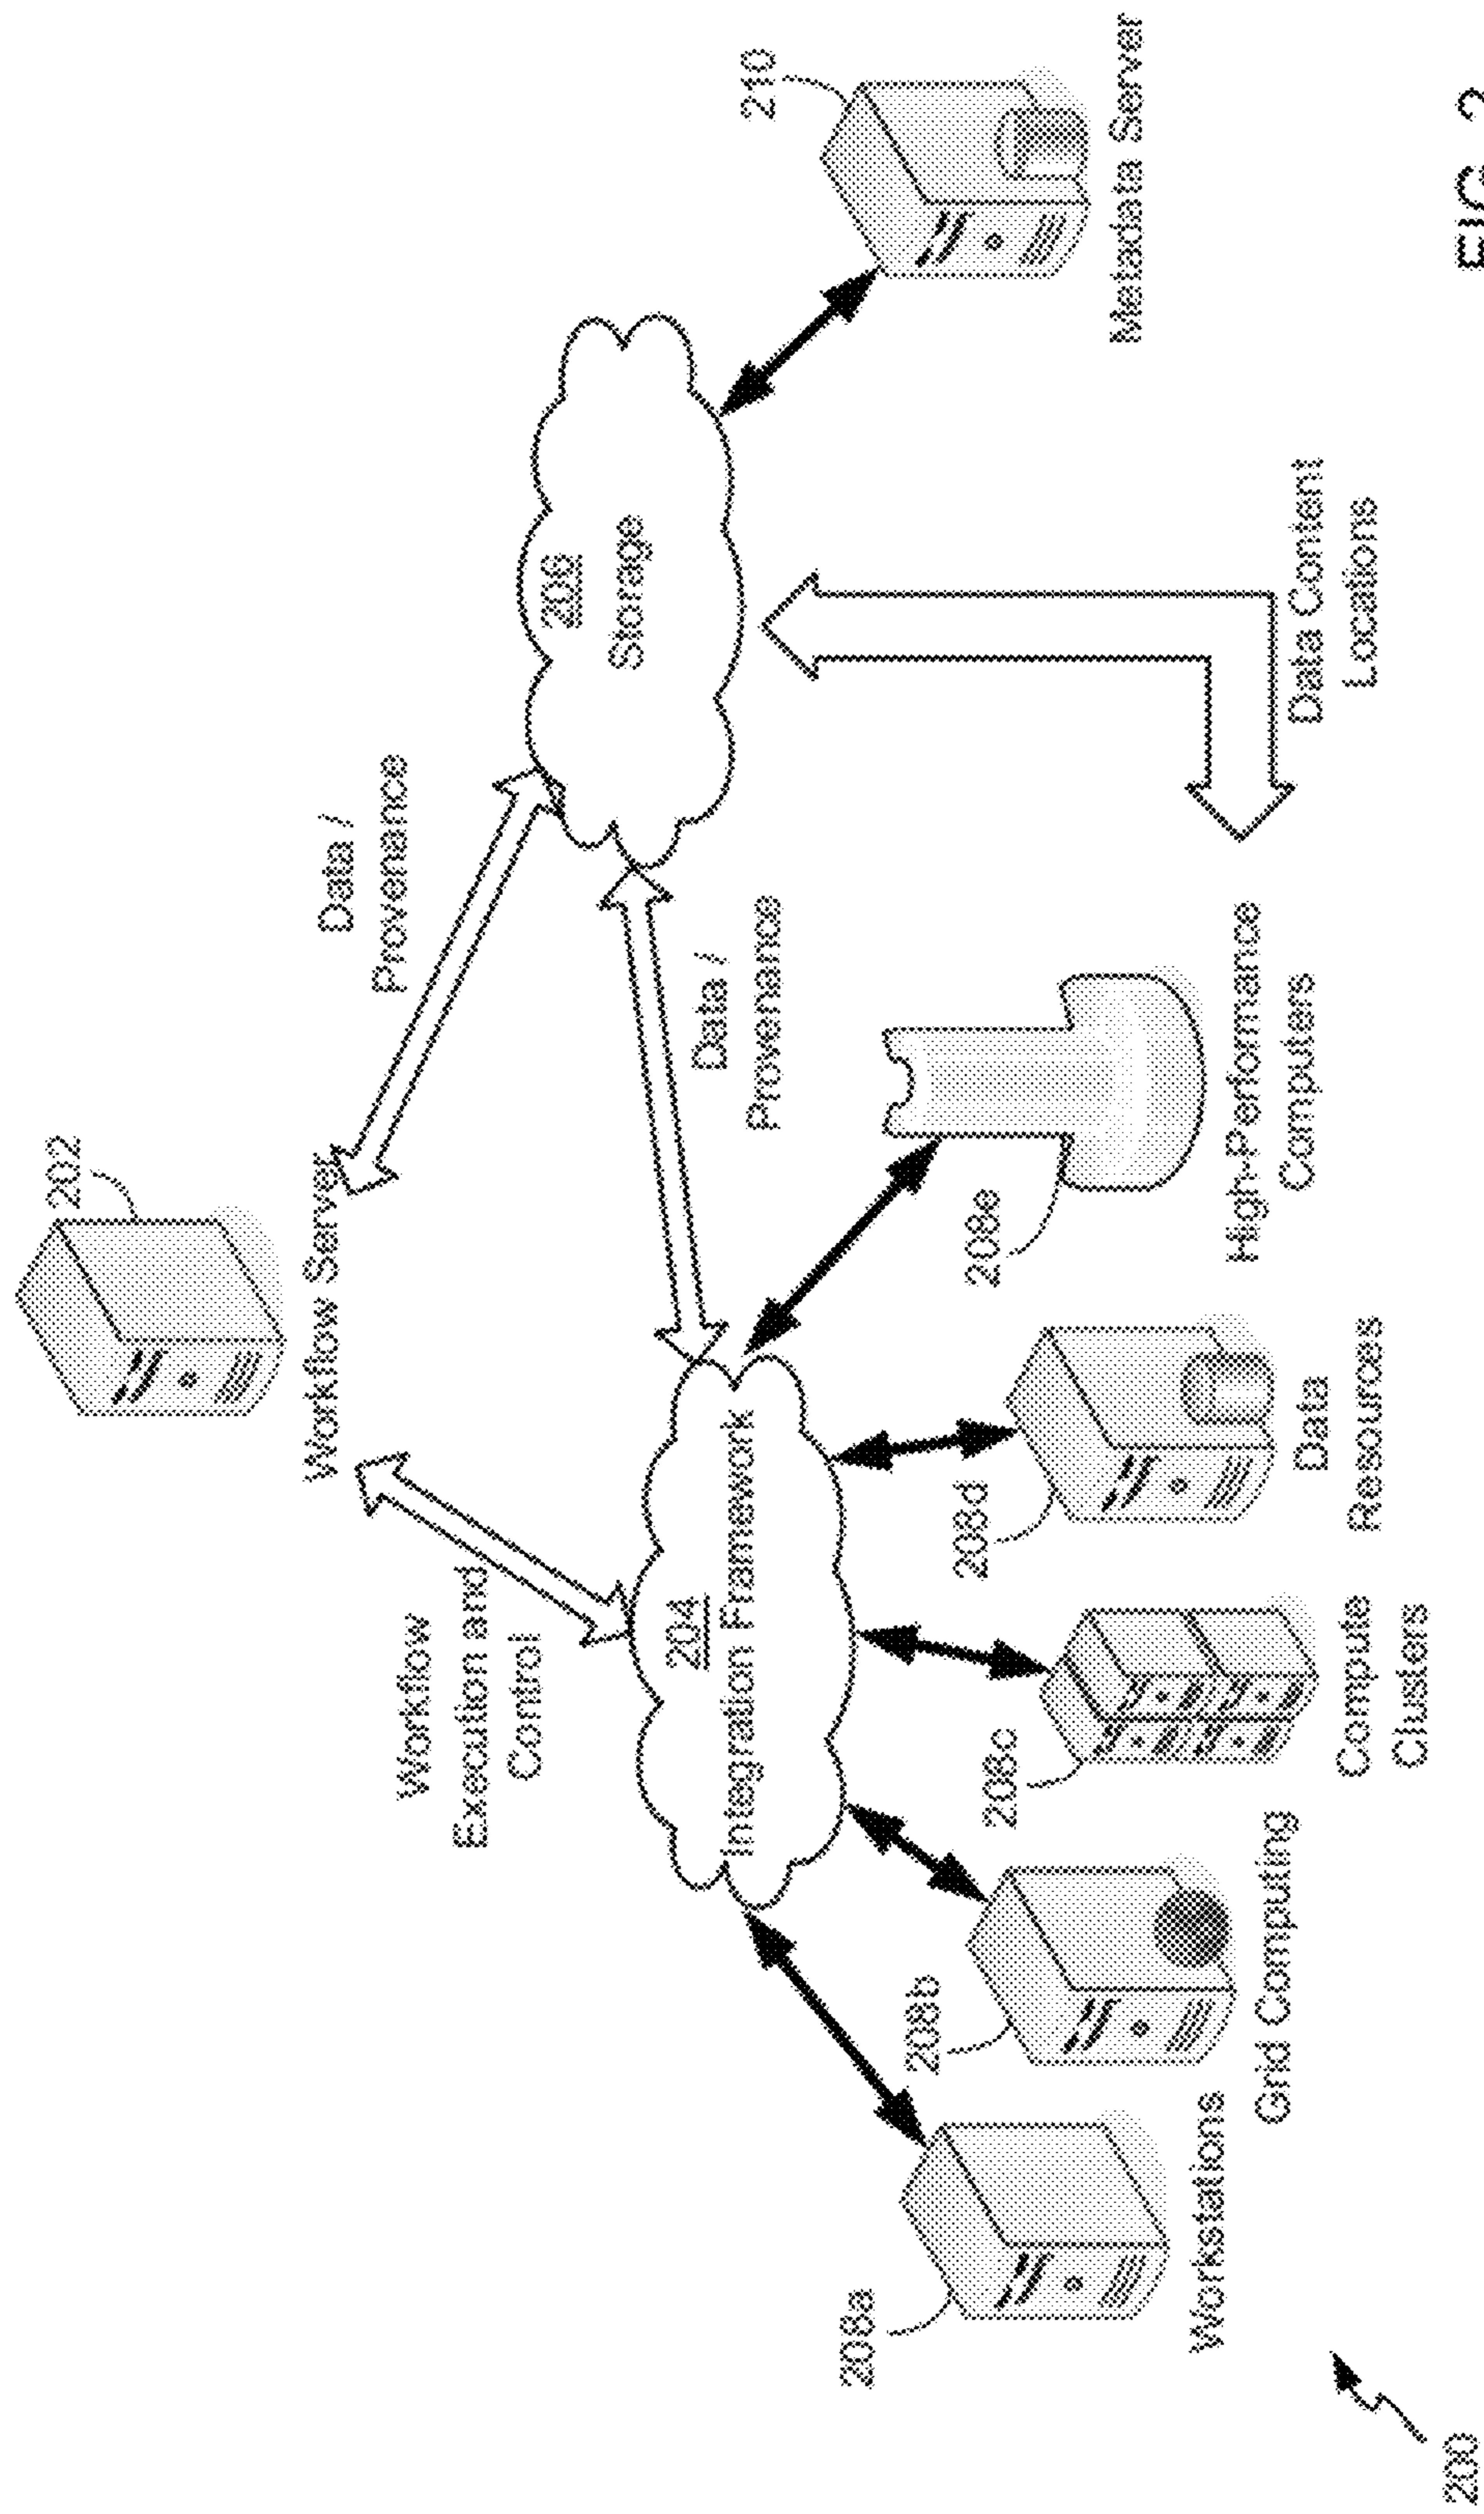 202
Workflow Server
Workflow
Execution and
Control
Data /
Provenance
204
Integration Framework
206
Storage
Data /
Provenance
210
Metadata Server
208a
Workstations
208b
Grid Computing
208c
Compute
Clusters
208d
Data
Resources
208e
High-Performance
Computers
Data Content
Locations
200
FIG. 2